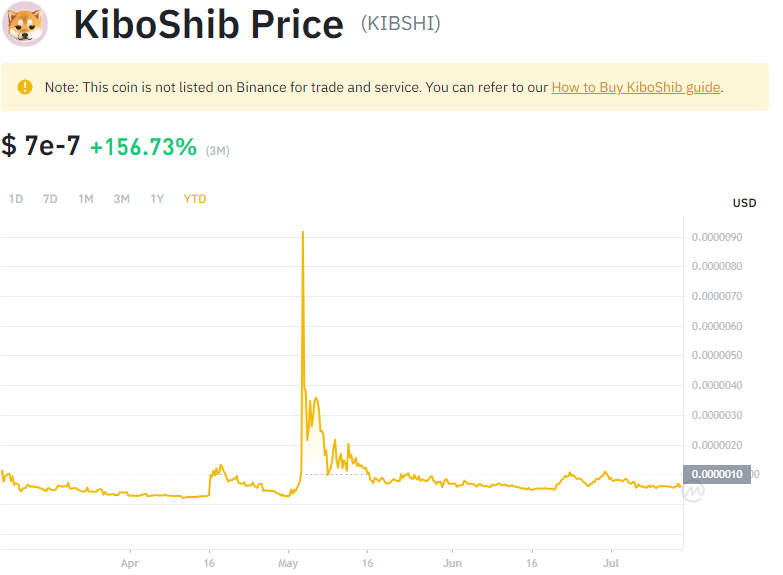 KiboShib Price (KIBSHI)
Note: This coin is not listed on Binance for trade and service. You can refer to our How to Buy KiboShib guide.
$ 7e-7 +156.73% (3M)
1D 7D 1M 3M 1Y YTD
USD
0.0000090
0.0000080
0.0000070
0.0000060
0.0000050
0.0000040
0.0000030
0.0000020
0.0000010
Apr 16 May 16 Jun 16 Jul